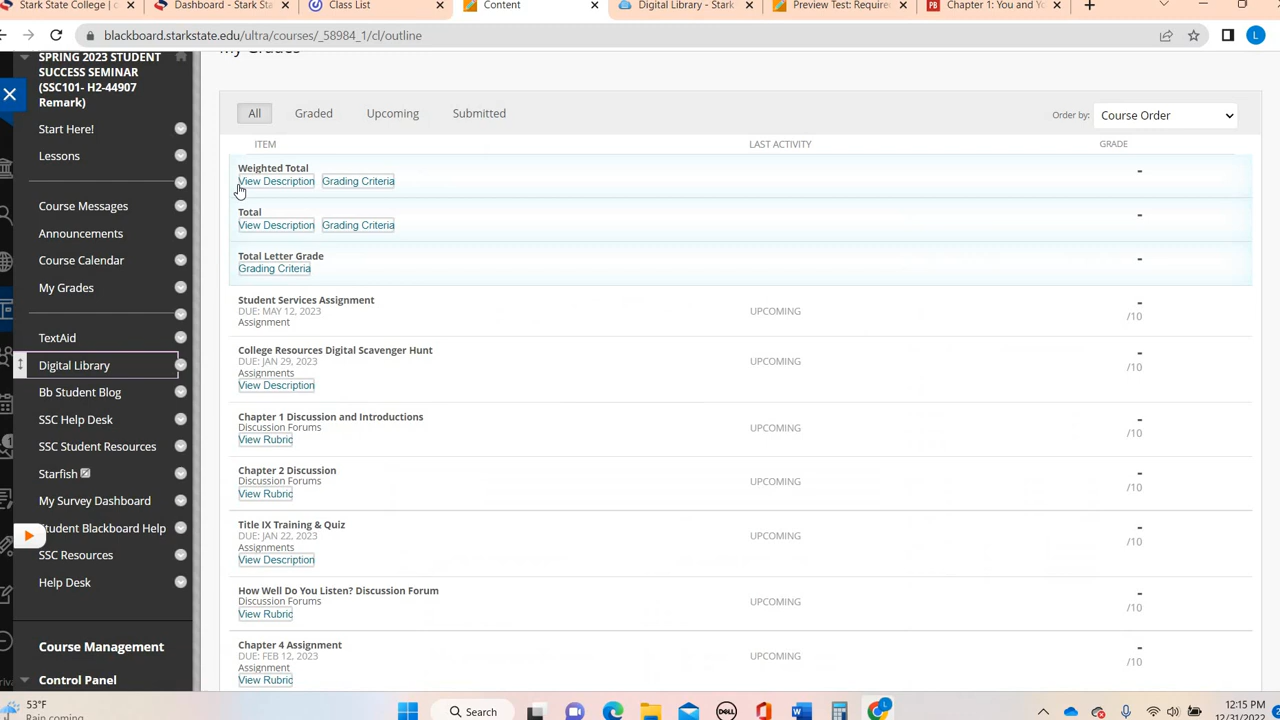 Stark State College | O
Dashboard - Stark St
Class List
Content
Digital Library - Stark
Preview Test: Require
Chapter 1: You and Yo
blackboard.starkstate.edu/ultra/courses/_58984_1/cl/outline
L
SPRING 2023 STUDENT
SUCCESS SEMINAR
(SSC101- H2-44907
Remark)
Start Here!
Lessons
Course Messages
Announcements
Course Calendar
My Grades
TextAid
Digital Library
Bb Student Blog
SSC Help Desk
SSC Student Resources
Starfish
My Survey Dashboard
Student Blackboard Help
SSC Resources
Help Desk
Course Management
Control Panel
My Grades
All
Graded
Upcoming
Submitted
Order by:
Course Order
ITEM
LAST ACTIVITY
GRADE
Weighted Total
View Description
Grading Criteria
-
Total
View Description
Grading Criteria
-
Total Letter Grade
Grading Criteria
-
Student Services Assignment
DUE: MAY 12, 2023
Assignment
UPCOMING
-
/10
College Resources Digital Scavenger Hunt
DUE: JAN 29, 2023
Assignments
View Description
UPCOMING
-
/10
Chapter 1 Discussion and Introductions
Discussion Forums
View Rubric
UPCOMING
-
/10
Chapter 2 Discussion
Discussion Forums
View Rubric
UPCOMING
-
/10
Title IX Training & Quiz
DUE: JAN 22, 2023
Assignments
View Description
UPCOMING
-
/10
How Well Do You Listen? Discussion Forum
Discussion Forums
View Rubric
UPCOMING
-
/10
Chapter 4 Assignment
DUE: FEB 12, 2023
Assignment
View Rubric
UPCOMING
-
/10
53°F
Rain coming
Search
DELL
W
L
12:15 PM
12/31/2022